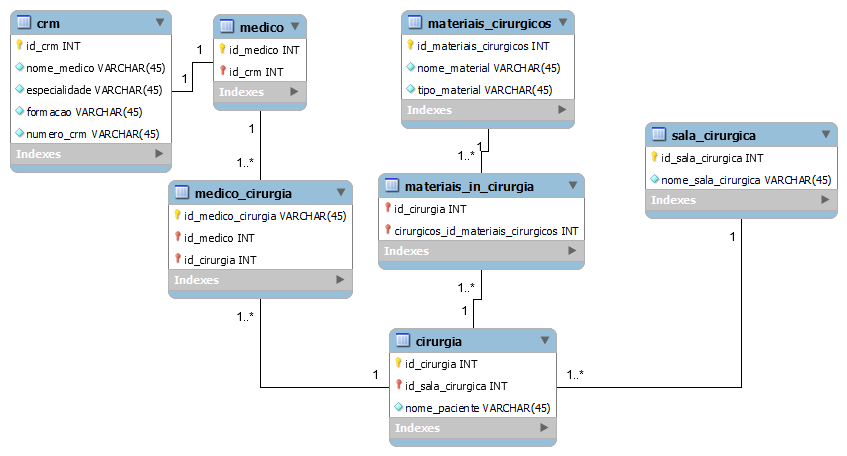 crm
id_crm INT
nome_medico VARCHAR(45)
especialidade VARCHAR(45)
formacao VARCHAR(45)
numero_crm VARCHAR(45)
Indexes
1
1
medico
id_medico INT
id_crm INT
Indexes
1
1..*
materiais_cirurgicos
id_materiais_cirurgicos INT
nome_material VARCHAR(45)
tipo_material VARCHAR(45)
Indexes
1
1..*
sala_cirurgica
id_sala_cirurgica INT
nome_sala_cirurgica VARCHAR(45)
Indexes
1
medico_cirurgia
id_medico_cirurgia VARCHAR(45)
id_medico INT
id_cirurgia INT
Indexes
1..*
materiais_in_cirurgia
id_cirurgia INT
cirurgicos_id_materiais_cirurgicos INT
Indexes
1..*
1
cirurgia
id_cirurgia INT
id_sala_cirurgica INT
nome_paciente VARCHAR(45)
Indexes
1
1..*